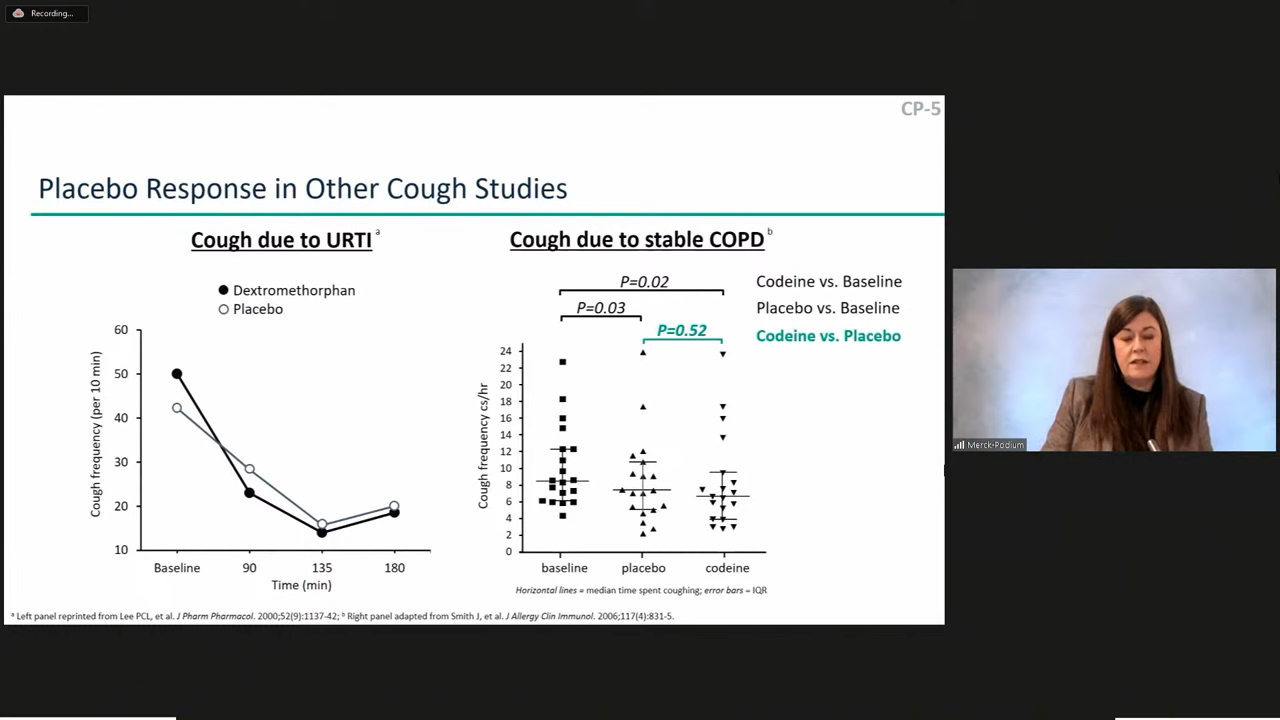 Recording...
CP-5
Placebo Response in Other Cough Studies
Cough due to URTI a
Dextromethorphan
Placebo
Cough frequency (per 10 min)
60
50
40
30
20
10
Baseline 90 135 180
Time (min)
Cough due to stable COPD b
P=0.02 Codeine vs. Baseline
P=0.03 Placebo vs. Baseline
P=0.52 Codeine vs. Placebo
Cough frequency cs/hr
24
22
20
18
16
14
12
10
8
6
4
2
0
baseline placebo codeine
Horizontal lines = median time spent coughing; error bars = IQR
a Left panel reprinted from Lee PCL, et al. J Pharm Pharmacol. 2000;52(9):1137-42; b Right panel adapted from Smith J, et al. J Allergy Clin Immunol. 2006;117(4):831-5.
Merck-Podium